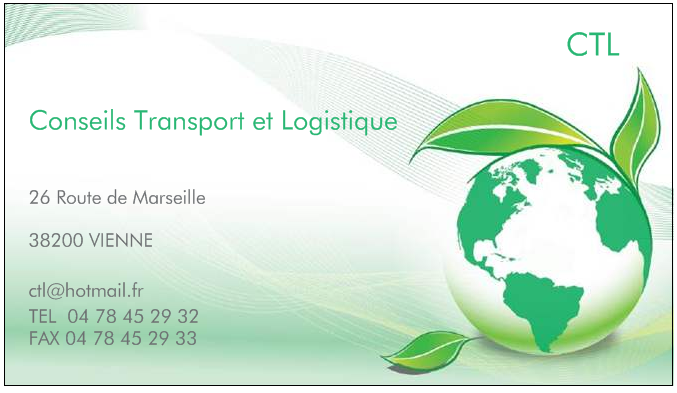 CTL
Conseils Transport et Logistique
26 Route de Marseille
38200 VIENNE
ctl@hotmail.fr
TEL  04 78 45 29 32
FAX 04 78 45 29 33